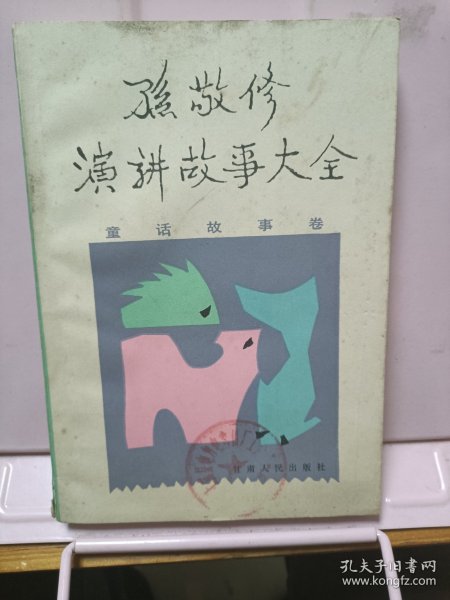 孫敬修
演讲故事大全
童话故事卷
甘肃人民出版社
孔夫子旧书网
www.kongfz.com